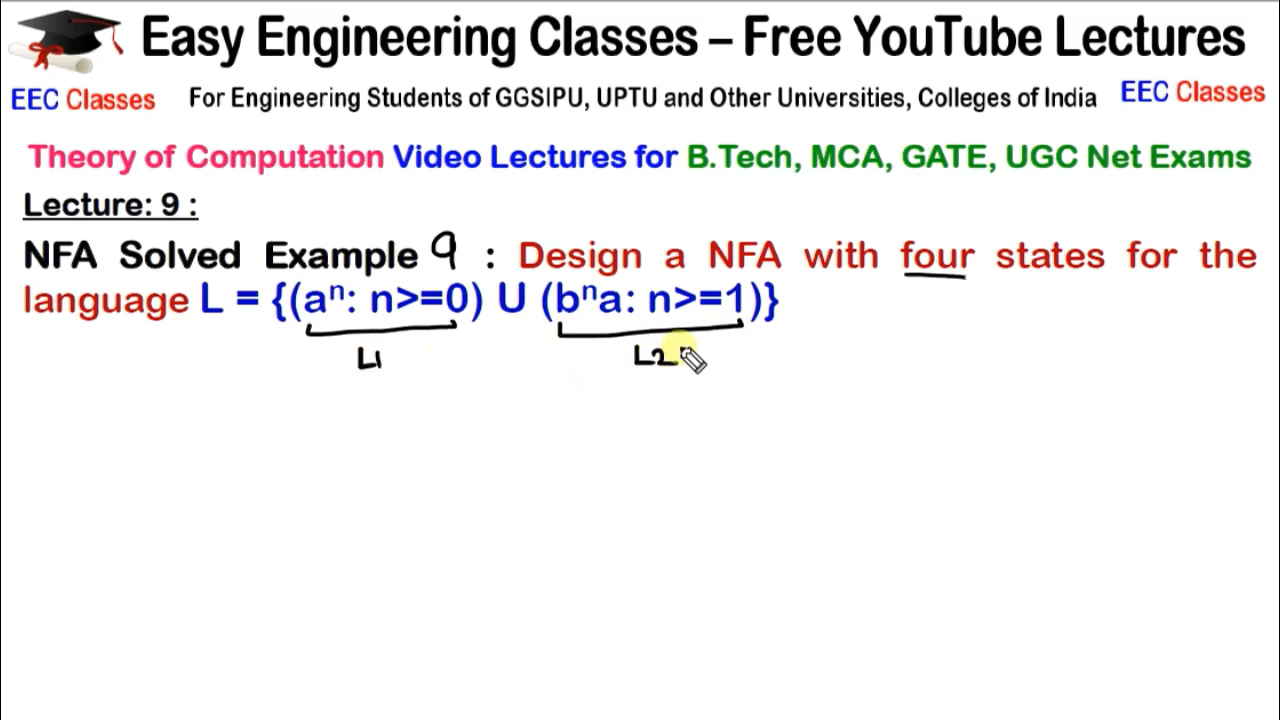 Easy Engineering Classes – Free YouTube Lectures
EEC Classes For Engineering Students of GGSIPU, UPTU and Other Universities, Colleges of India EEC Classes
Theory of Computation Video Lectures for B.Tech, MCA, GATE, UGC Net Exams
Lecture: 9 :
NFA Solved Example 9 : Design a NFA with four states for the
language L = {(aⁿ: n>=0) U (bⁿa: n>=1)}
L1 L2